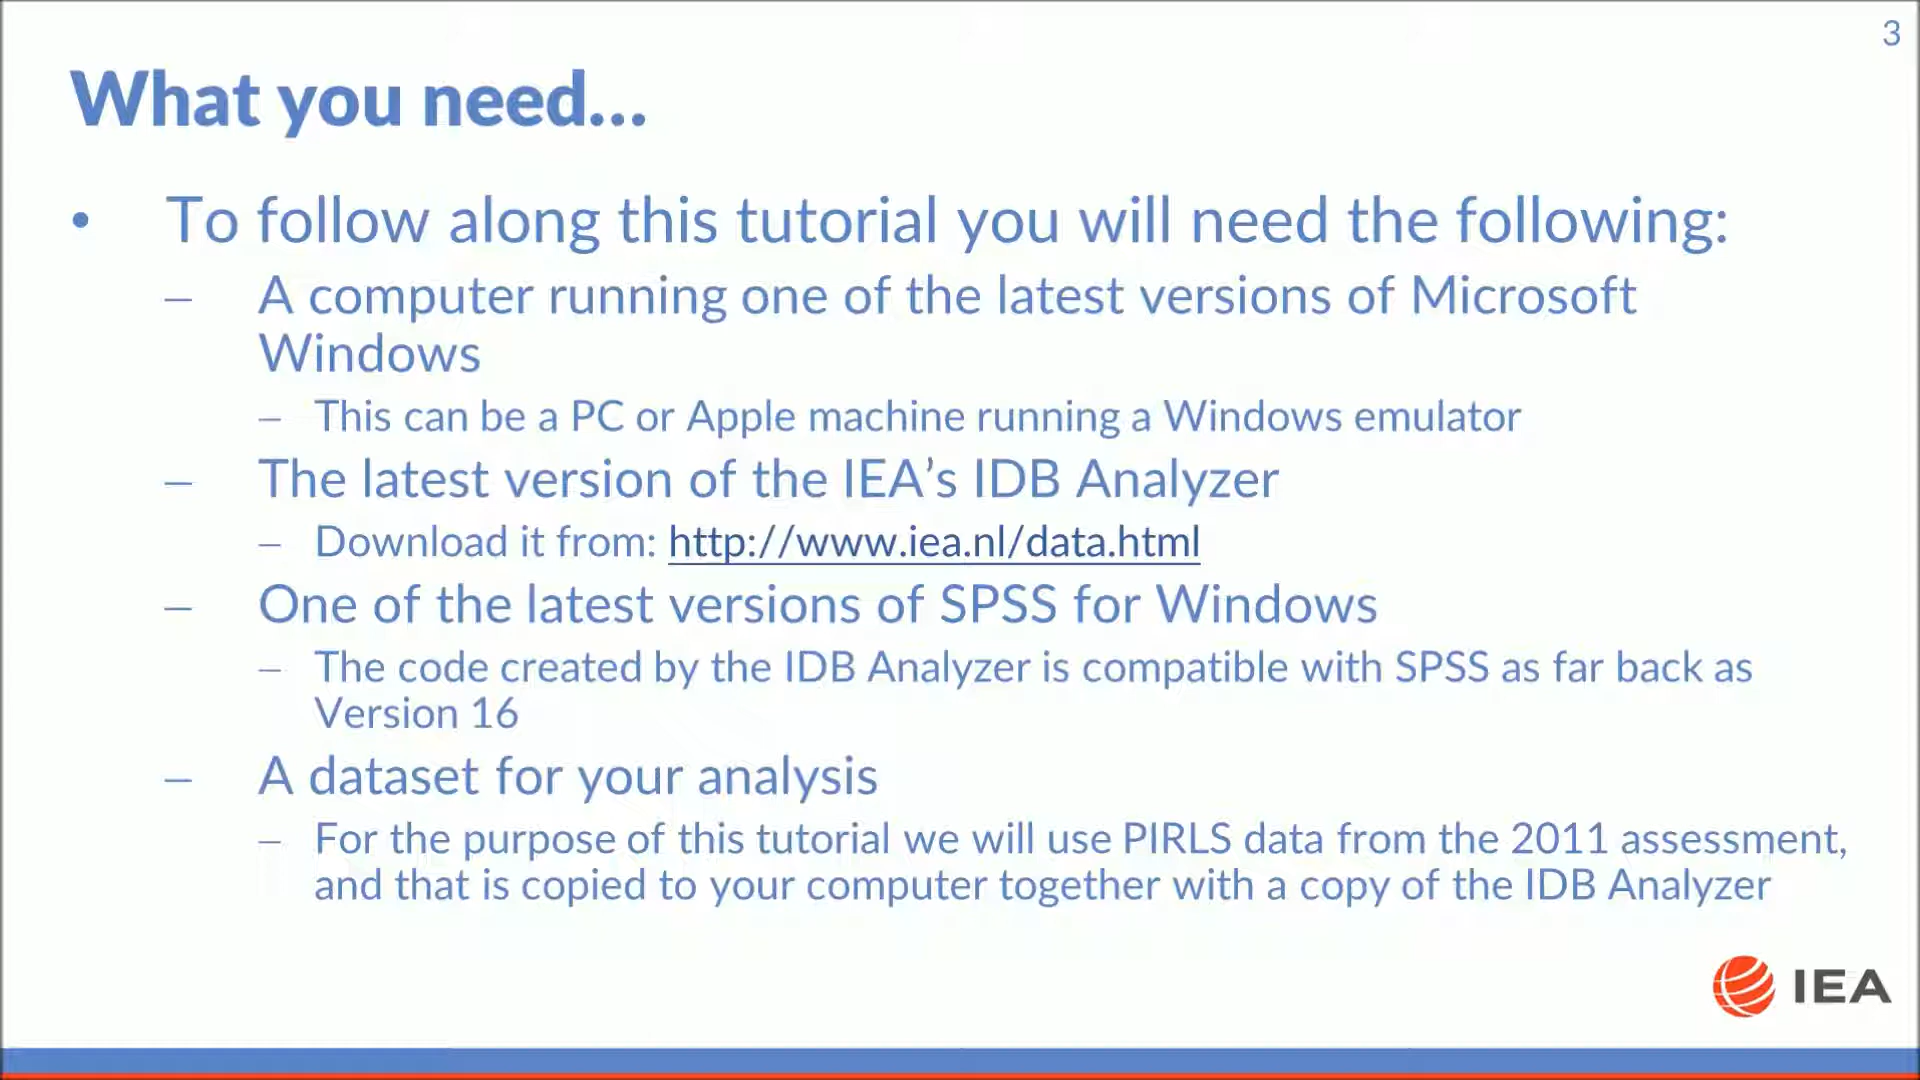 3
What you need...
• To follow along this tutorial you will need the following:
– A computer running one of the latest versions of Microsoft
Windows
– This can be a PC or Apple machine running a Windows emulator
– The latest version of the IEA’s IDB Analyzer
– Download it from: http://www.iea.nl/data.html
– One of the latest versions of SPSS for Windows
– The code created by the IDB Analyzer is compatible with SPSS as far back as
Version 16
– A dataset for your analysis
– For the purpose of this tutorial we will use PIRLS data from the 2011 assessment,
and that is copied to your computer together with a copy of the IDB Analyzer
IEA